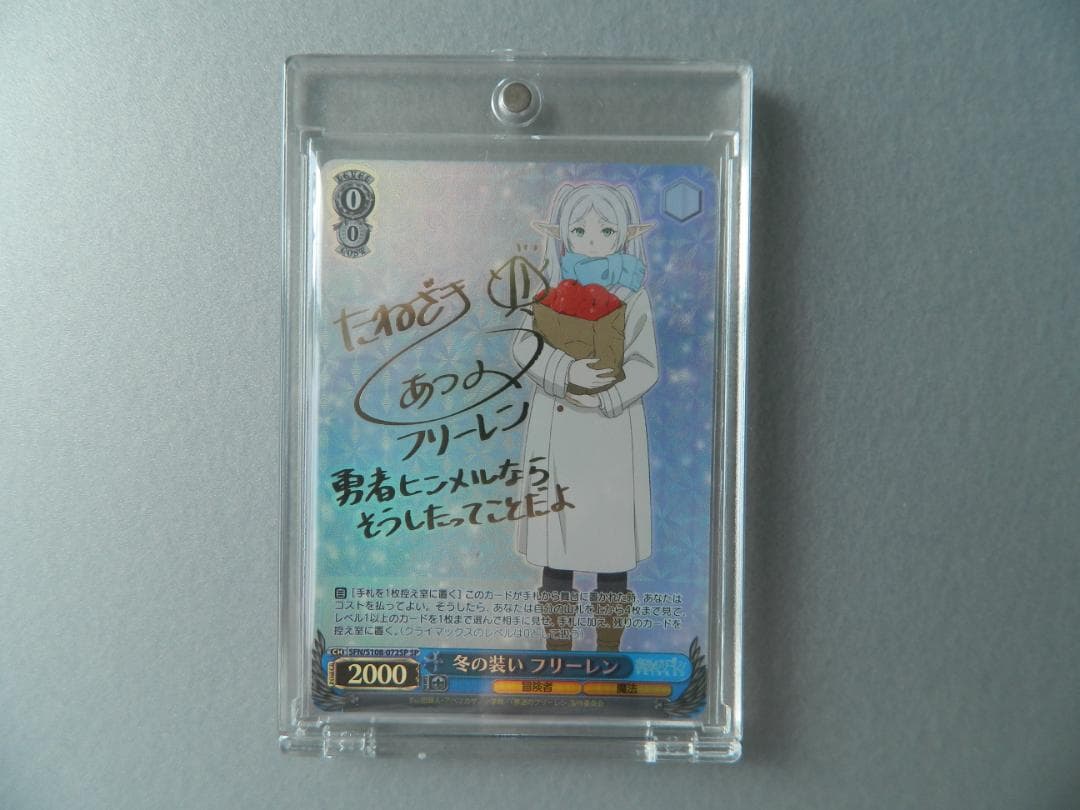 LEVEL
0
0
COST
たねざき
あつみ
フリーレン
勇者ヒンメルなら
そうしたってことだよ
自 [手札を1枚控え室に置く] このカードが手札から舞台に置かれた時、あなたは
コストを払ってよい。そうしたら、あなたは自分の山札を上から4枚まで見て、
レベル1以上のカードを1枚まで選んで相手に見せ、手札に加え、残りのカードを
控え室に置く。(クライマックスのレベルは0として扱う)
CH SFN/S108-072SP SP
2000
冬の装い フリーレン
冒険者 魔法